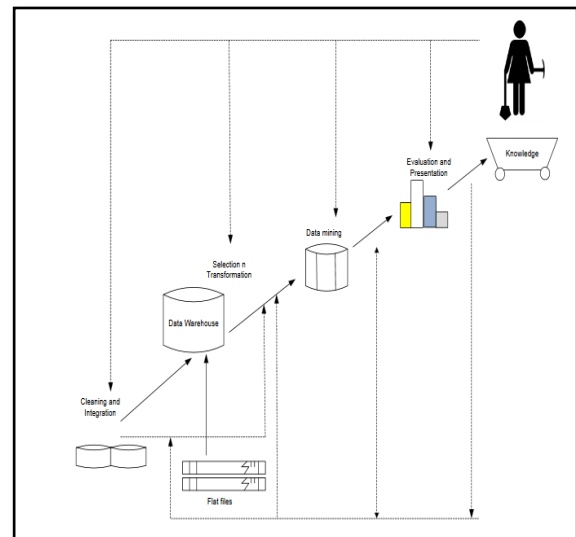 Evaluation and
Presentation
Knowledge
Data mining
Selection n
Transformation
Data Warehouse
Cleaning and
Integration
Flat files